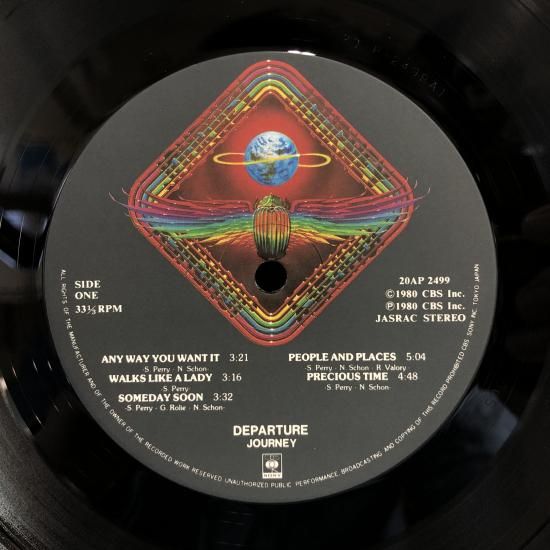 SIDE
ONE
33⅓ RPM
20AP 2499
©1980 CBS Inc.
℗1980 CBS Inc.
JASRAC STEREO
ANY WAY YOU WANT IT 3:21
-S. Perry - N. Schon-
WALKS LIKE A LADY 3:16
-S. Perry-
SOMEDAY SOON 3:32
-S. Perry - G. Rolie - N. Schon-
PEOPLE AND PLACES 5:04
-S. Perry - N. Schon - R. Valory-
PRECIOUS TIME 4:48
-S. Perry - N. Schon-
DEPARTURE
JOURNEY
ALL RIGHTS OF THE MANUFACTURER AND OF THE OWNER OF THE RECORDED WORK RESERVED. UNAUTHORIZED PUBLIC PERFORMANCE, BROADCASTING AND COPYING OF THIS RECORD PROHIBITED CBS SONY INC. TOKYO JAPAN